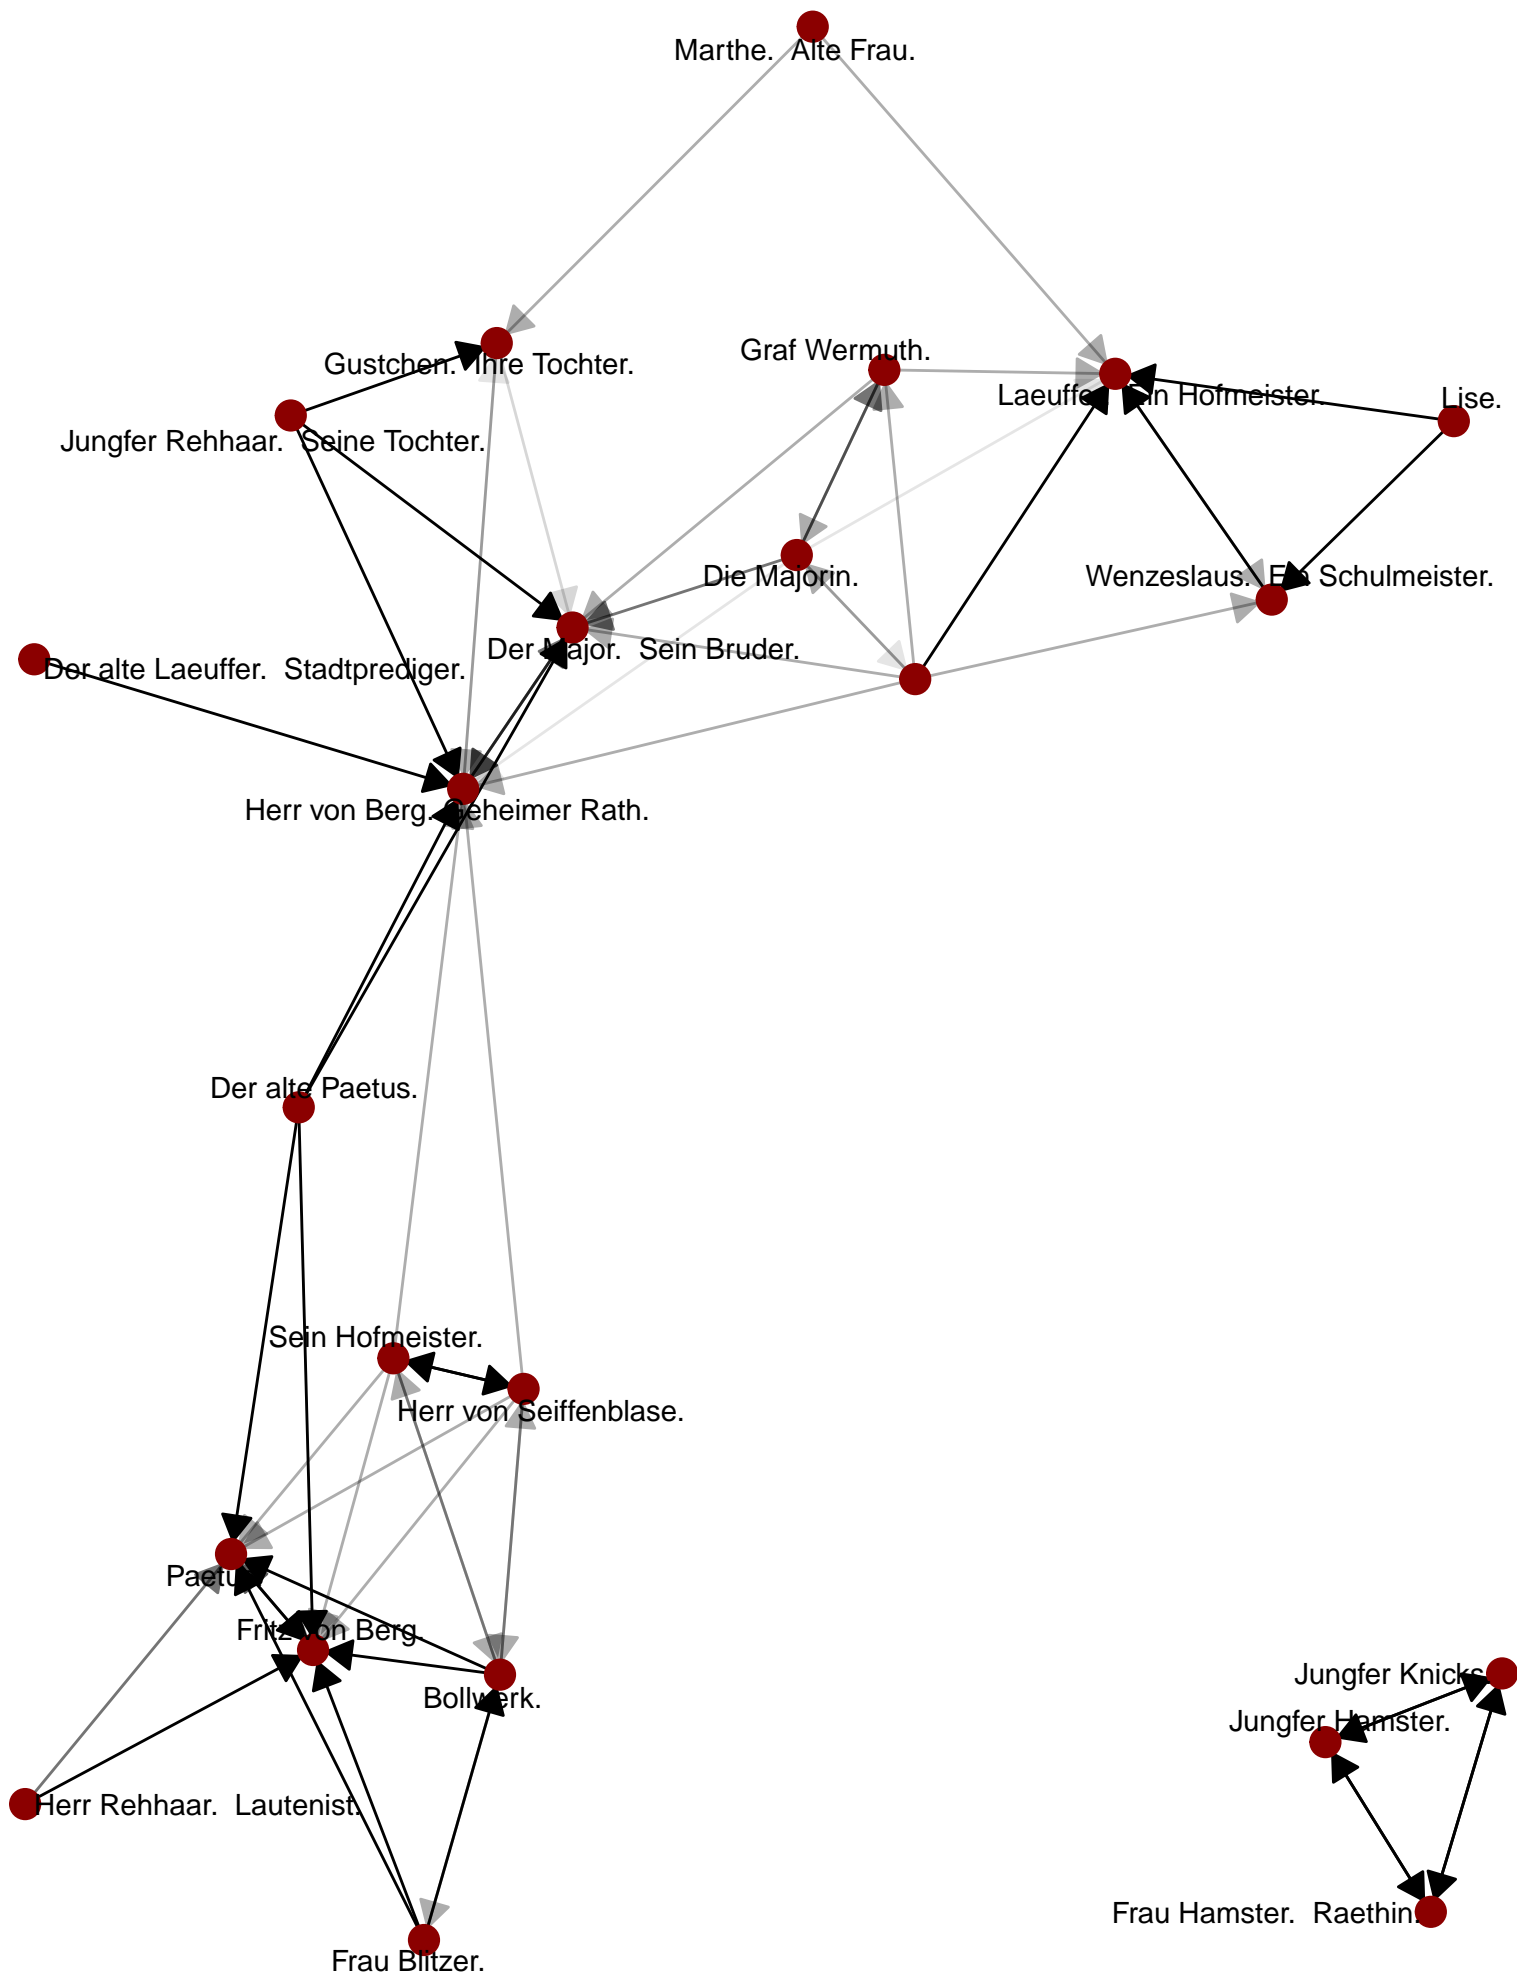 Marthe.  Alte Frau.
Graf Wermuth.
Gustchen.  Ihre Tochter.
Laeuffer.  Ein Hofmeister.
Lise.
Jungfer Rehhaar.  Seine Tochter.
Die Majorin.
Wenzeslaus.  Ein Schulmeister.
Der Major.  Sein Bruder.
Der alte Laeuffer.  Stadtprediger.
Herr von Berg. Geheimer Rath.
Der alte Paetus.
Sein Hofmeister.
Herr von Seiffenblase.
Paetus.
Fritz von Berg.
Jungfer Knicks.
Bollwerk.
Jungfer Hamster.
Herr Rehhaar.  Lautenist.
Frau Hamster.  Raethin.
Frau Blitzer.